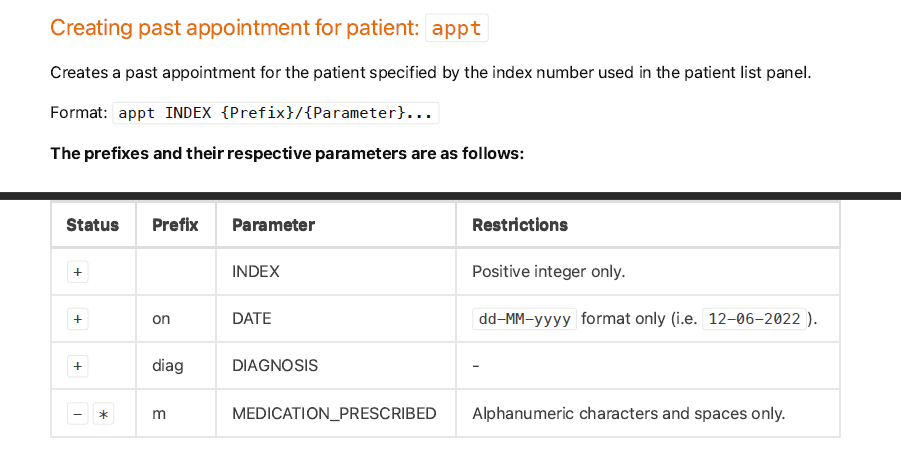 Creating past appointment for patient: appt
Creates a past appointment for the patient specified by the index number used in the patient list panel.
Format: appt INDEX {Prefix}/{Parameter}...
The prefixes and their respective parameters are as follows:
Status Prefix Parameter Restrictions
+ INDEX Positive integer only.
+ on DATE dd-MM-yyyy format only (i.e. 12-06-2022 ).
+ diag DIAGNOSIS -
- * m MEDICATION_PRESCRIBED Alphanumeric characters and spaces only.